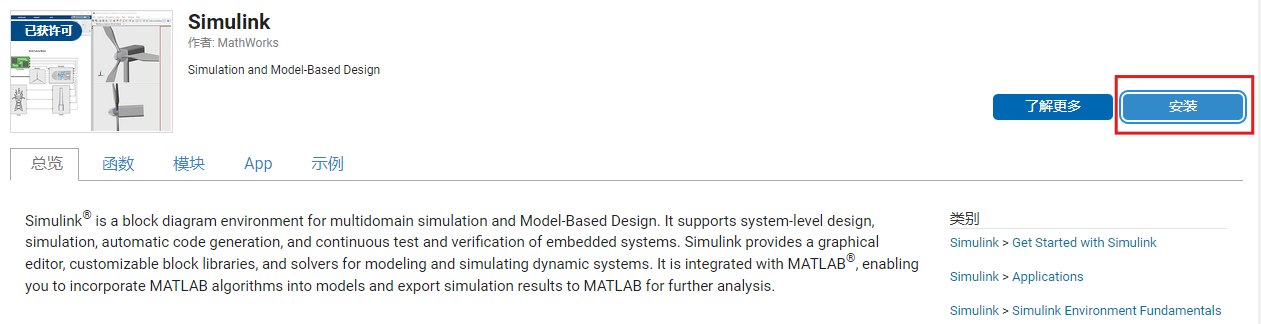 已获许可
Simulink
作者: MathWorks
Simulation and Model-Based Design
了解更多
安装
总览
函数
模块
App
示例
Simulink® is a block diagram environment for multidomain simulation and Model-Based Design. It supports system-level design,
simulation, automatic code generation, and continuous test and verification of embedded systems. Simulink provides a graphical
editor, customizable block libraries, and solvers for modeling and simulating dynamic systems. It is integrated with MATLAB®, enabling
you to incorporate MATLAB algorithms into models and export simulation results to MATLAB for further analysis.
类别
Simulink > Get Started with Simulink
Simulink > Applications
Simulink > Simulink Environment Fundamentals